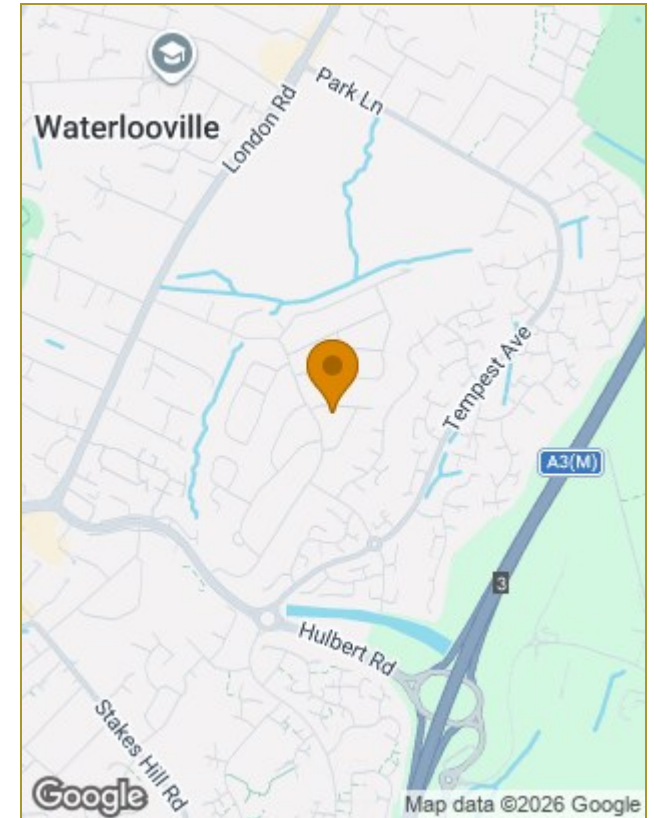 Park Ln
Waterlooville
London Rd
Tempest Ave
A3(M)
3
Hulbert Rd
Stakes Hill Rd
Google
Map data ©2026 Google